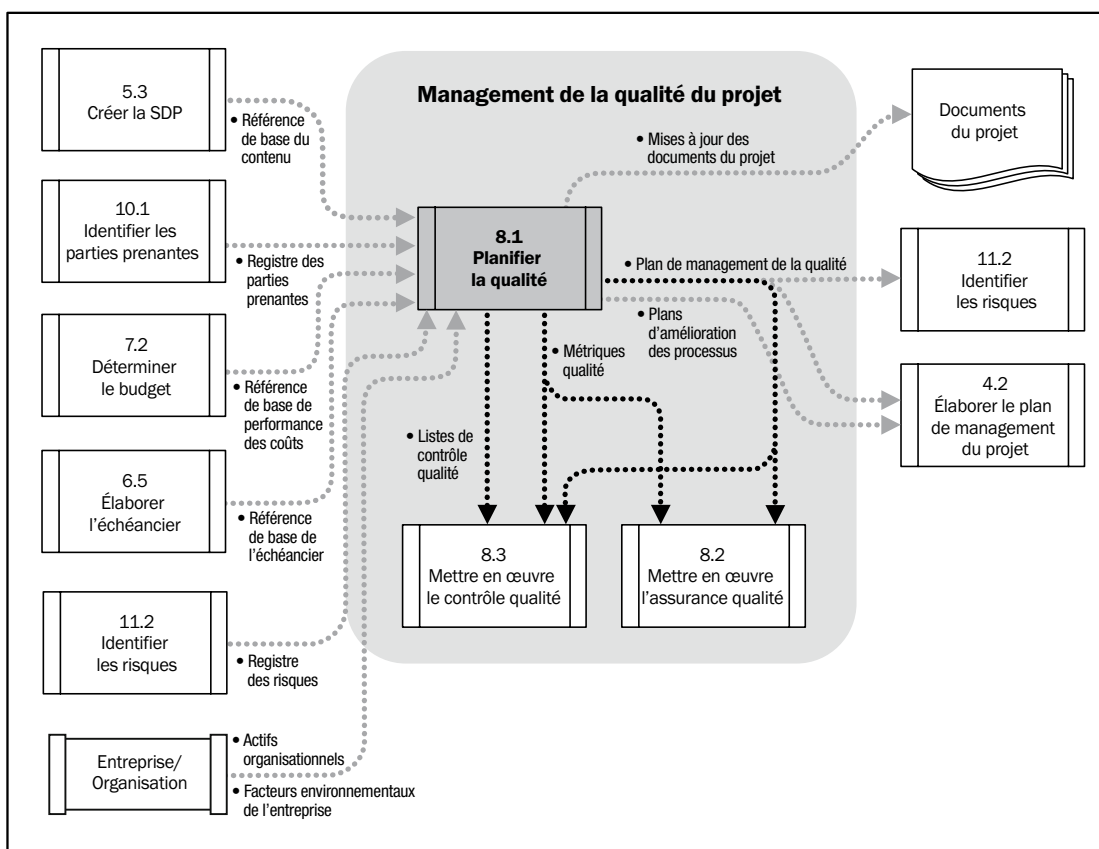 Management de la qualité du projet
5.3
Créer la SDP
• Référence
de base du
contenu
10.1
Identifier les
parties prenantes
• Registre des
parties
prenantes
7.2
Déterminer
le budget
• Référence
de base de
performance
des coûts
6.5
Élaborer
l’échéancier
• Référence
de base de
l’échéancier
11.2
Identifier
les risques
• Registre
des risques
Entreprise/
Organisation
• Actifs
organisationnels
• Facteurs environnementaux
de l’entreprise
8.1
Planifier
la qualité
• Mises à jour des
documents du projet
• Plan de management de la qualité
• Plans
d’amélioration
des processus
• Métriques
qualité
• Listes de
contrôle
qualité
8.3
Mettre en œuvre
le contrôle qualité
8.2
Mettre en œuvre
l’assurance qualité
Documents
du projet
11.2
Identifier
les risques
4.2
Élaborer le plan
de management
du projet